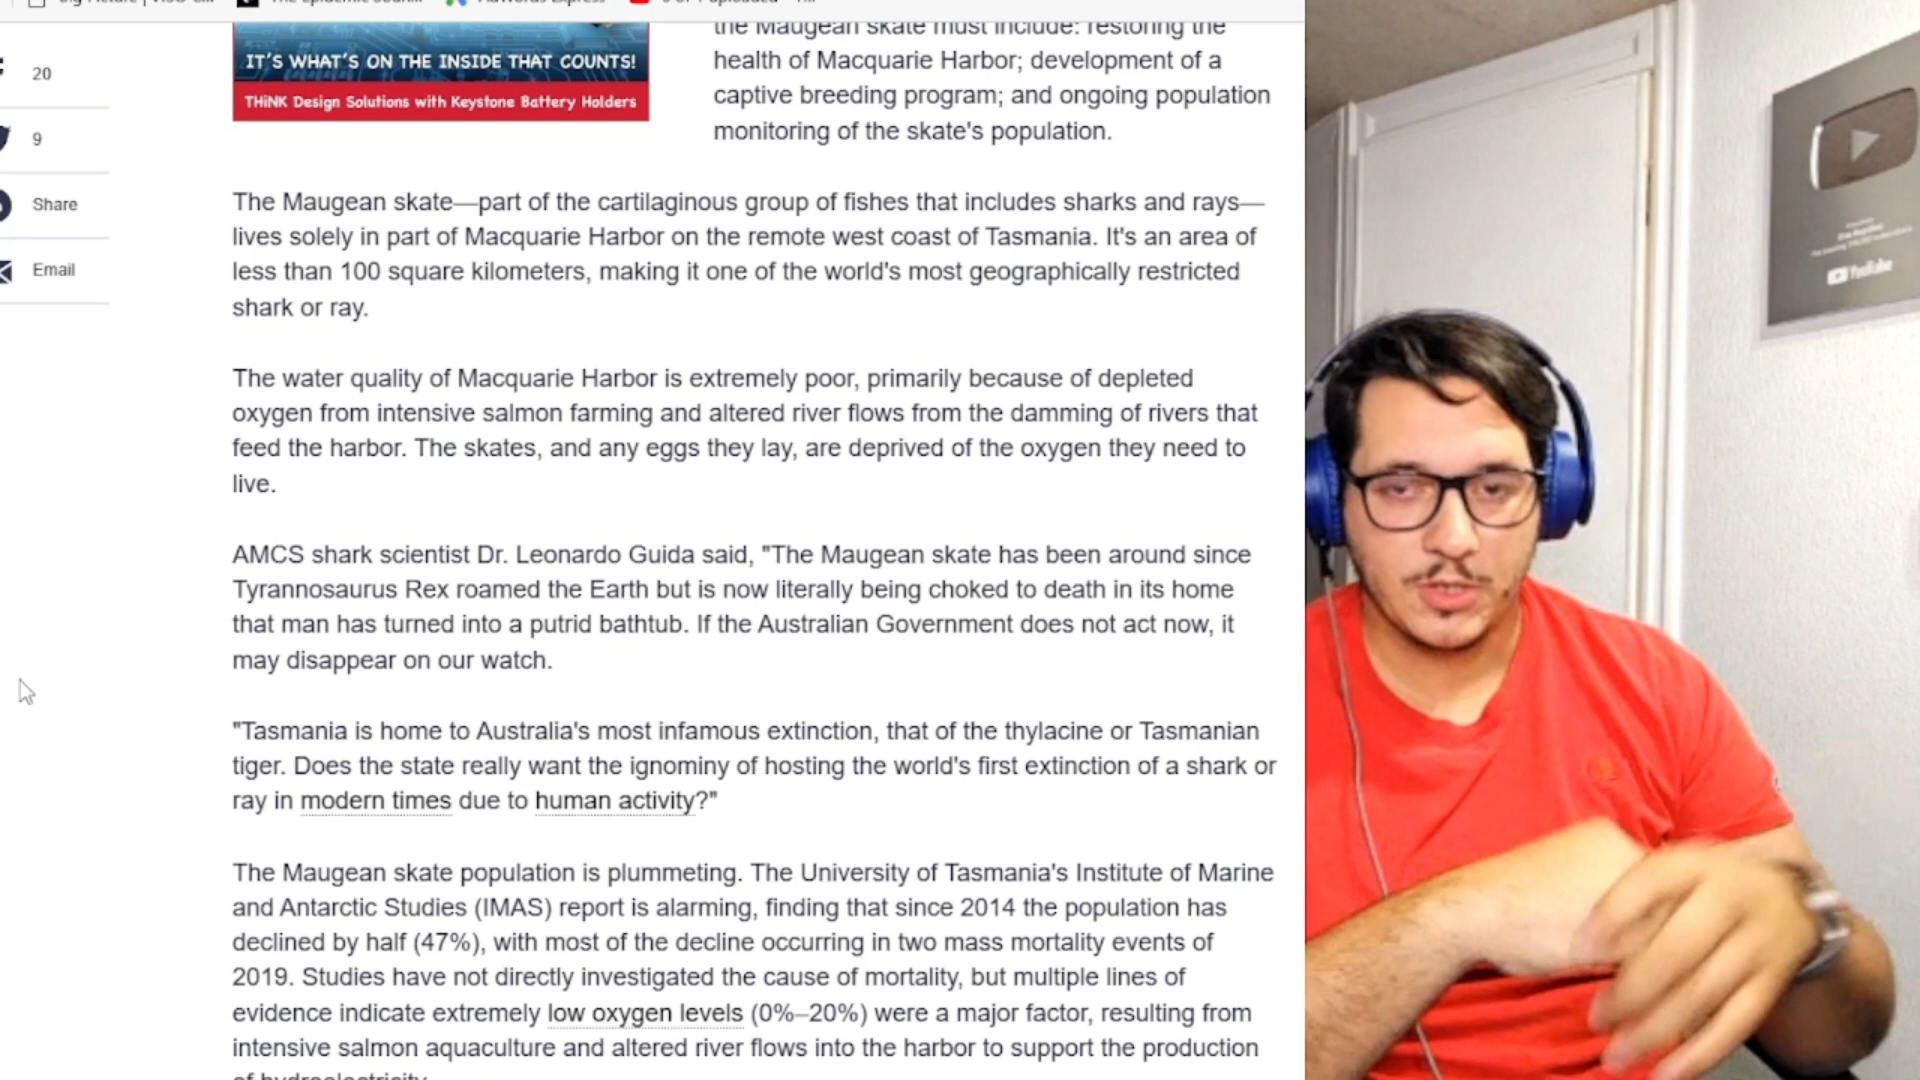 20
9
Share
Email
IT'S WHAT'S ON THE INSIDE THAT COUNTS!
THiNK Design Solutions with Keystone Battery Holders
the Maugean skate must include: restoring the
health of Macquarie Harbor; development of a
captive breeding program; and ongoing population
monitoring of the skate's population.
The Maugean skate—part of the cartilaginous group of fishes that includes sharks and rays—
lives solely in part of Macquarie Harbor on the remote west coast of Tasmania. It's an area of
less than 100 square kilometers, making it one of the world's most geographically restricted
shark or ray.
The water quality of Macquarie Harbor is extremely poor, primarily because of depleted
oxygen from intensive salmon farming and altered river flows from the damming of rivers that
feed the harbor. The skates, and any eggs they lay, are deprived of the oxygen they need to
live.
AMCS shark scientist Dr. Leonardo Guida said, "The Maugean skate has been around since
Tyrannosaurus Rex roamed the Earth but is now literally being choked to death in its home
that man has turned into a putrid bathtub. If the Australian Government does not act now, it
may disappear on our watch.
"Tasmania is home to Australia's most infamous extinction, that of the thylacine or Tasmanian
tiger. Does the state really want the ignominy of hosting the world's first extinction of a shark or
ray in modern times due to human activity?"
The Maugean skate population is plummeting. The University of Tasmania's Institute of Marine
and Antarctic Studies (IMAS) report is alarming, finding that since 2014 the population has
declined by half (47%), with most of the decline occurring in two mass mortality events of
2019. Studies have not directly investigated the cause of mortality, but multiple lines of
evidence indicate extremely low oxygen levels (0%–20%) were a major factor, resulting from
intensive salmon aquaculture and altered river flows into the harbor to support the production
of hydroelectricity.
YouTube